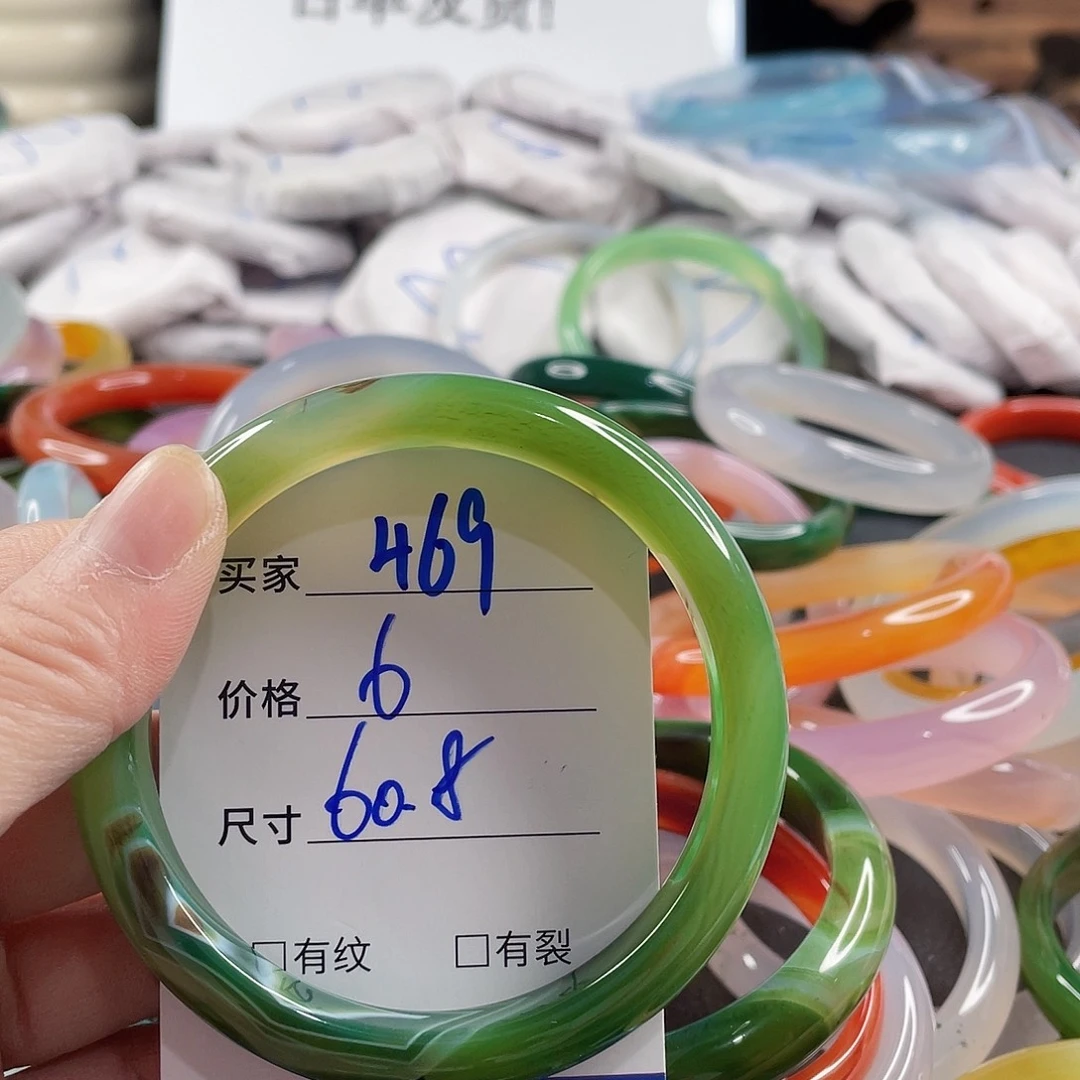 买家 469
价格 6
尺寸 60.8
□有纹 □有裂